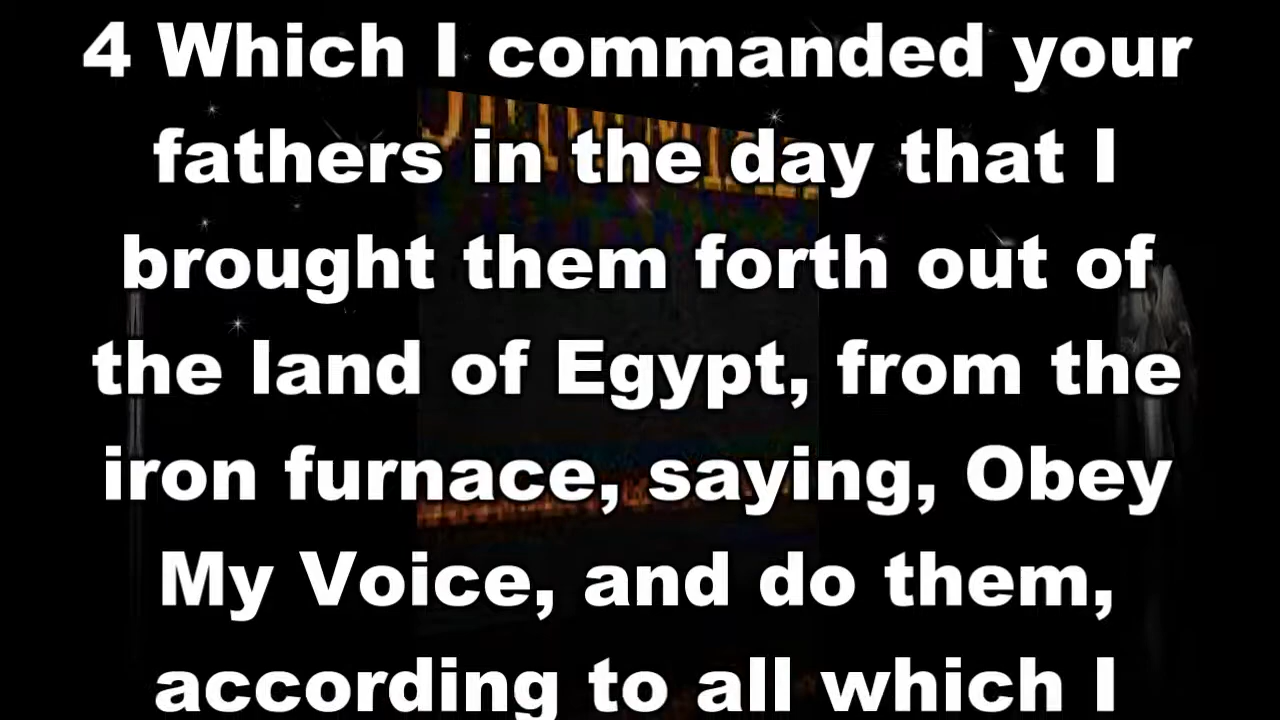 4 Which I commanded your
fathers in the day that I
brought them forth out of
the land of Egypt, from the
iron furnace, saying, Obey
My Voice, and do them,
according to all which I